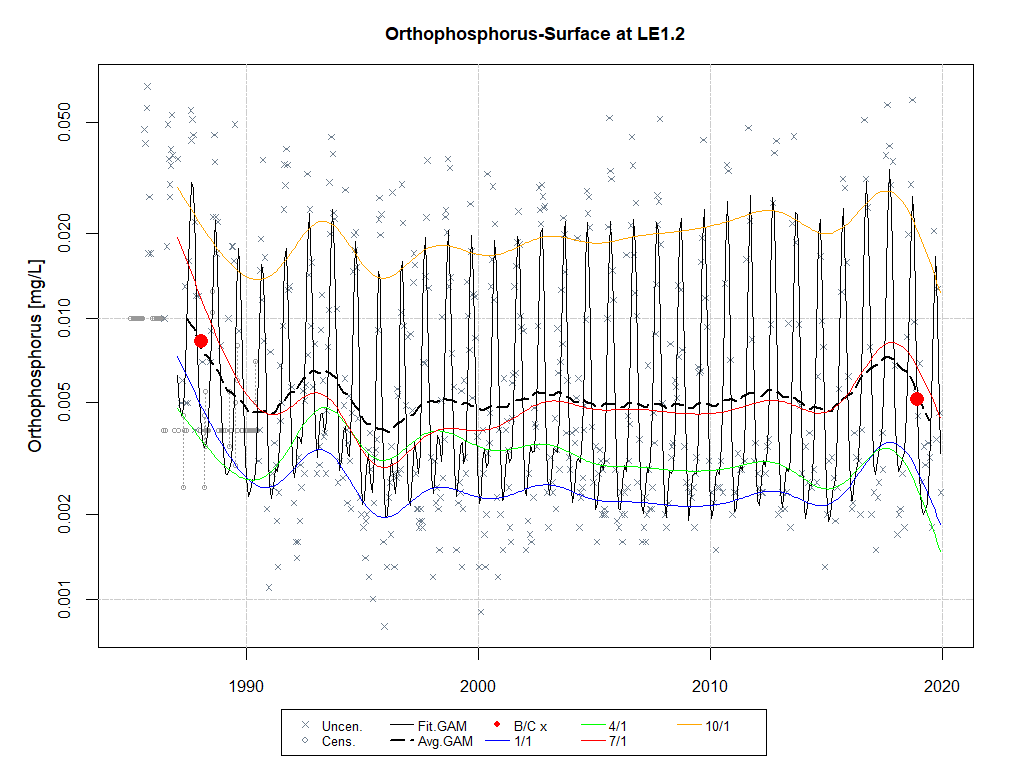 Orthophosphorus-Surface at LE1.2
Orthophosphorus [mg/L]
0.050
0.020
0.010
0.005
0.002
0.001
1990 2000 2010 2020
Uncen. Fit.GAM B/C x 4/1 10/1
Cens. Avg.GAM 1/1 7/1